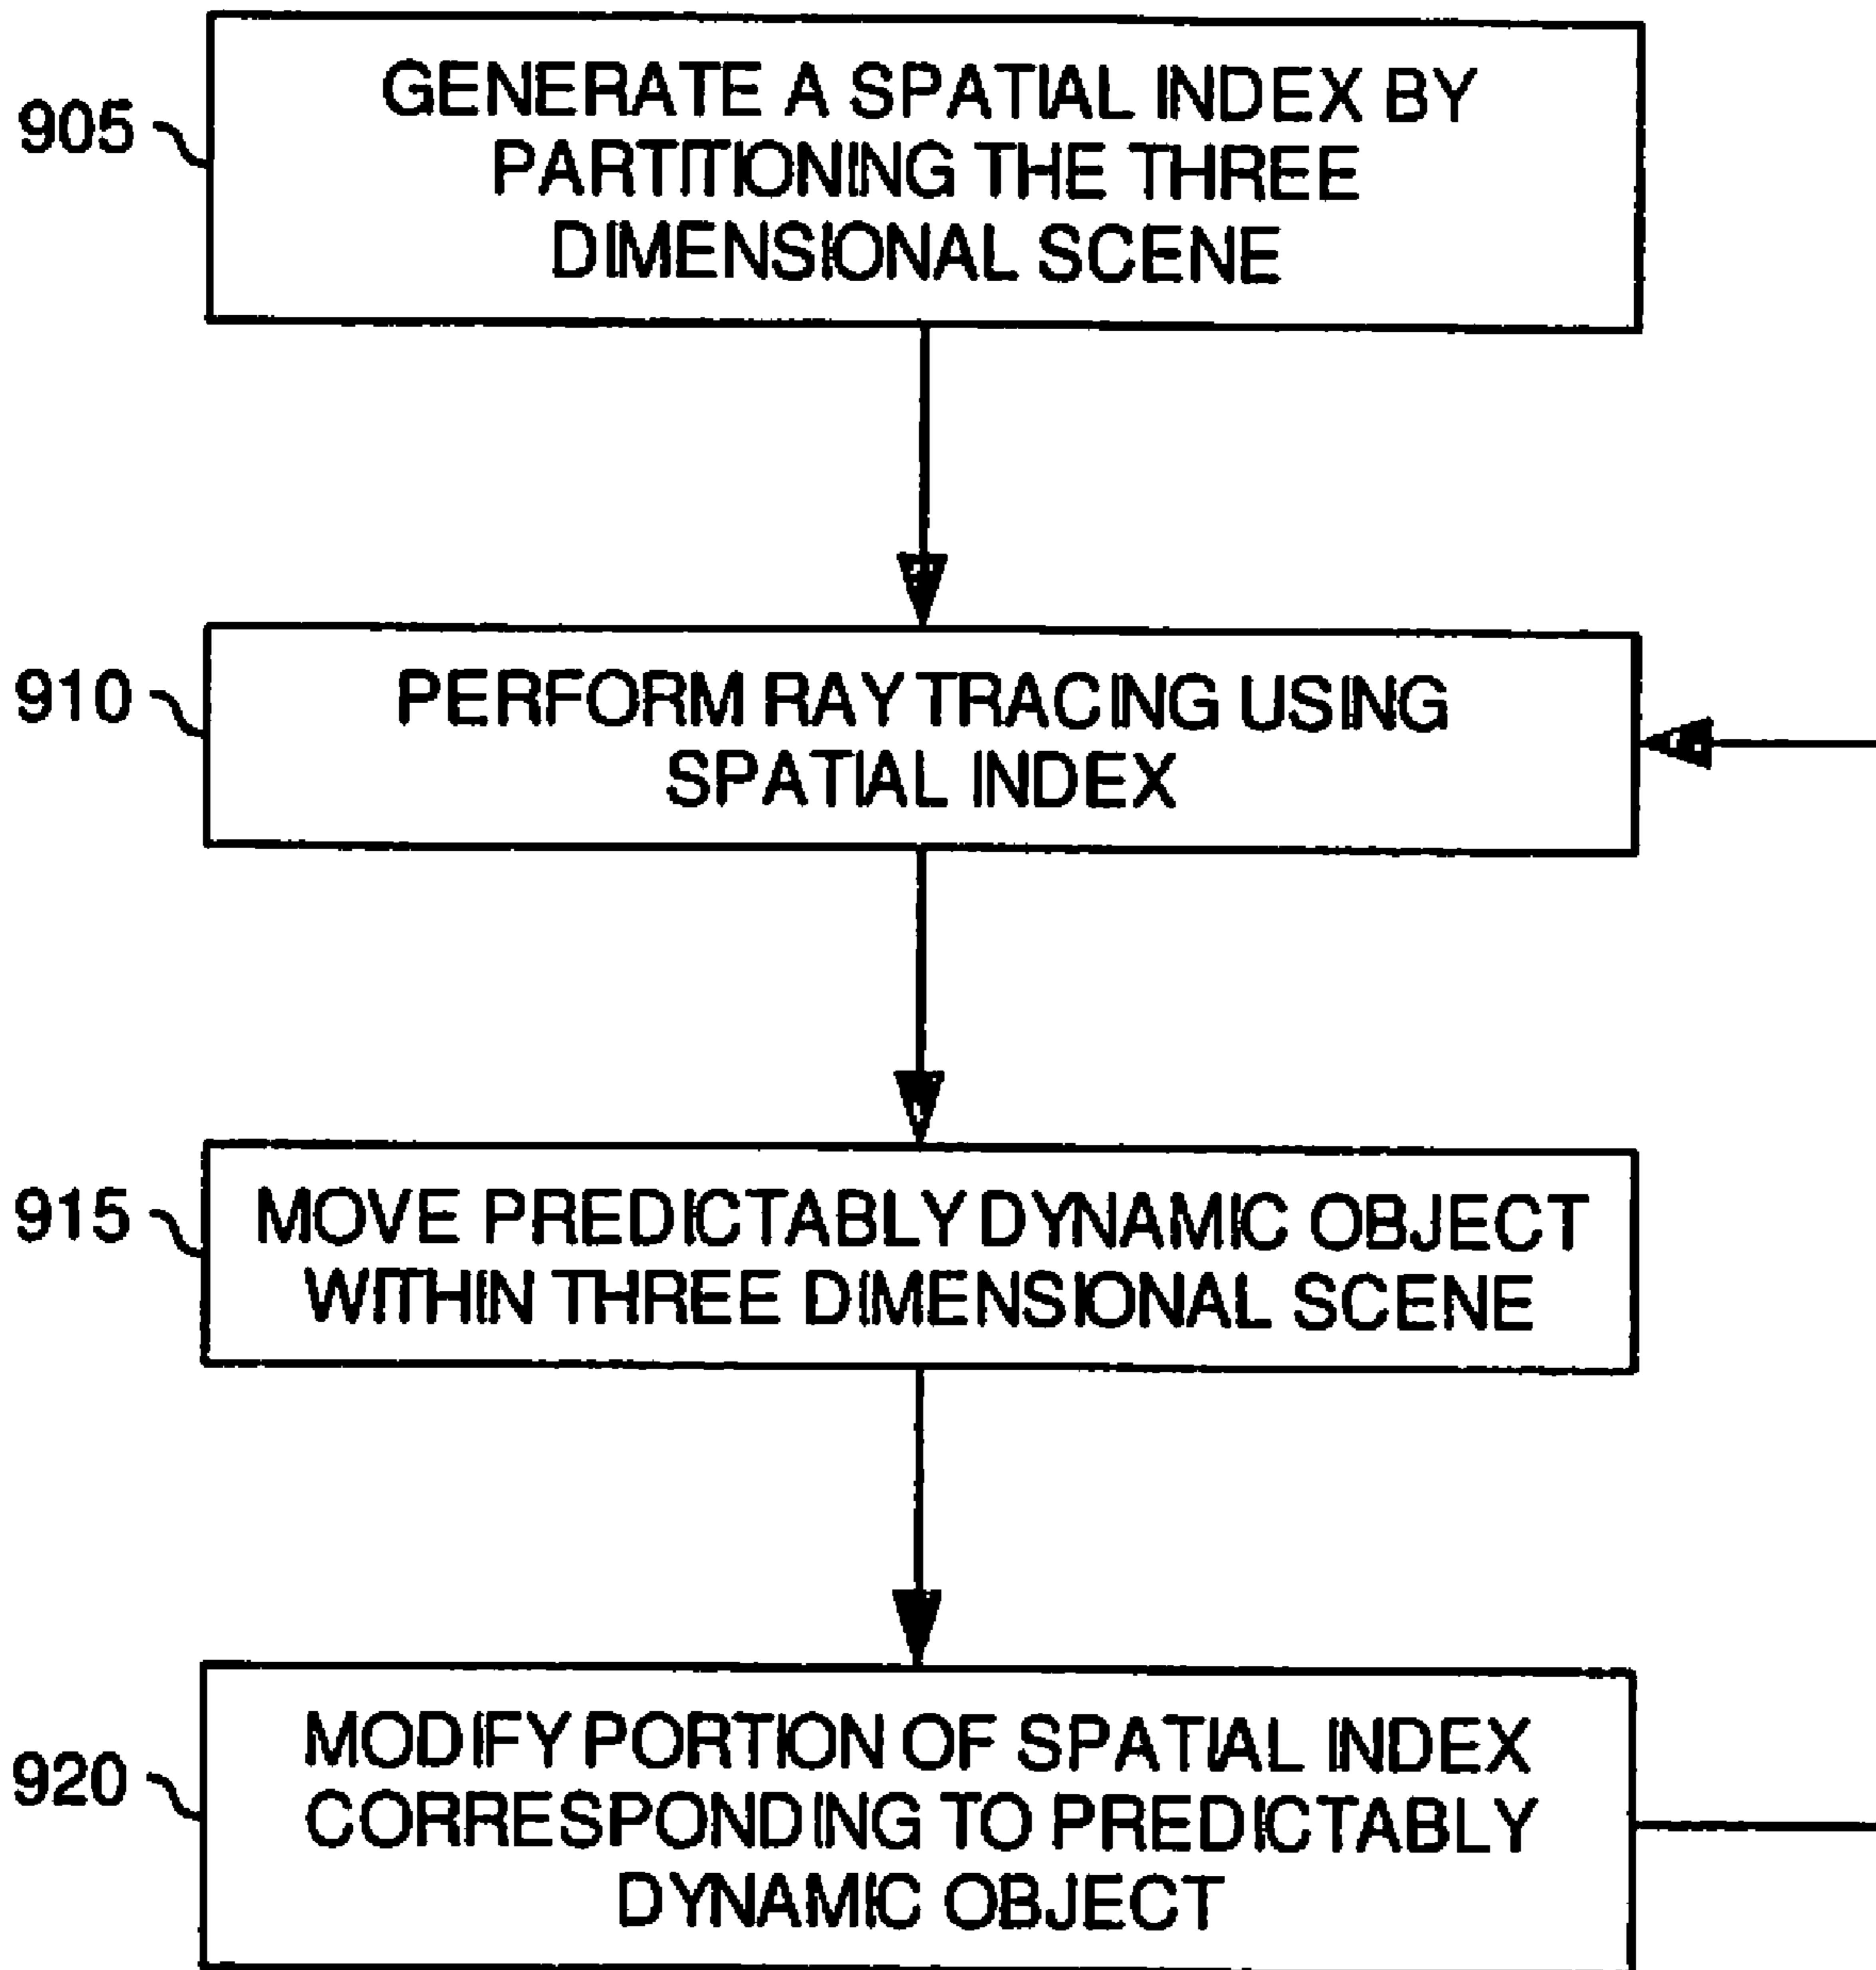 905
GENERATE A SPATIAL INDEX BY
PARTITIONING THE THREE
DIMENSIONAL SCENE
910
PERFORM RAY TRACING USING
SPATIAL INDEX
915
MOVE PREDICTABLY DYNAMIC OBJECT
WITHIN THREE DIMENSIONAL SCENE
920
MODIFY PORTION OF SPATIAL INDEX
CORRESPONDING TO PREDICTABLY
DYNAMIC OBJECT